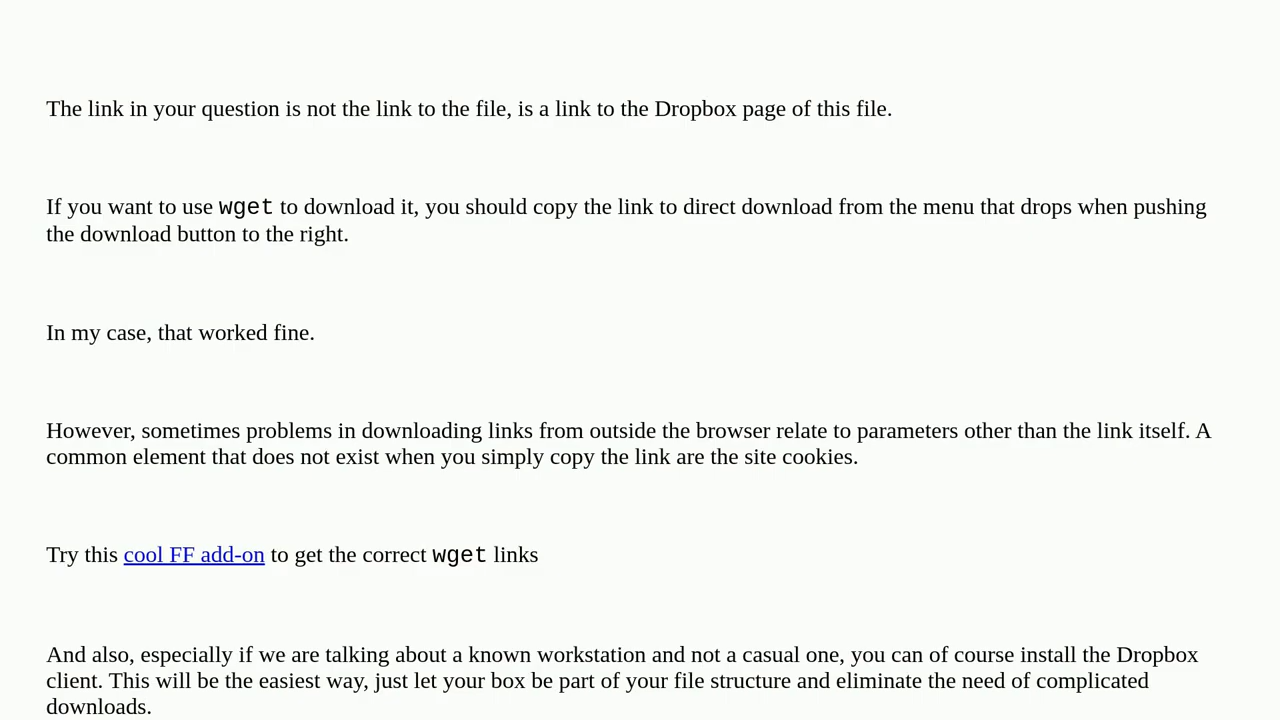 The link in your question is not the link to the file, is a link to the Dropbox page of this file.
If you want to use wget to download it, you should copy the link to direct download from the menu that drops when pushing
the download button to the right.
In my case, that worked fine.
However, sometimes problems in downloading links from outside the browser relate to parameters other than the link itself. A
common element that does not exist when you simply copy the link are the site cookies.
Try this cool FF add-on to get the correct wget links
And also, especially if we are talking about a known workstation and not a casual one, you can of course install the Dropbox
client. This will be the easiest way, just let your box be part of your file structure and eliminate the need of complicated
downloads.